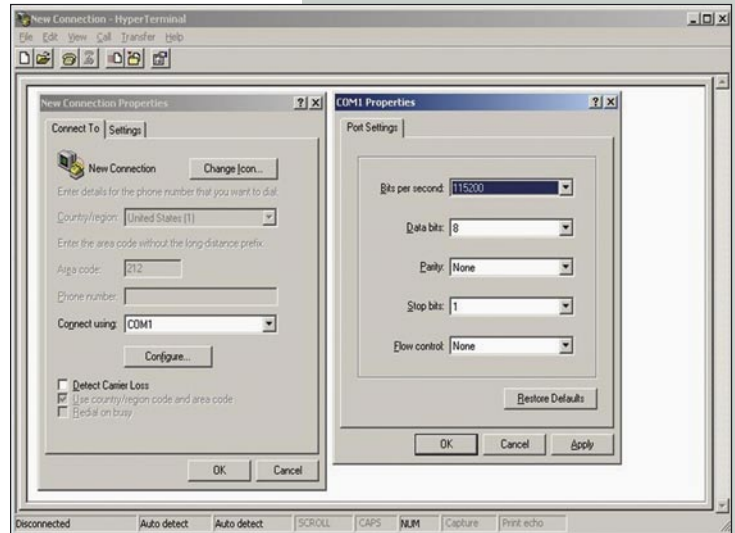 New Connection - HyperTerminal
File Edit View Call Transfer Help
New Connection Properties
Connect To Settings
New Connection
Change Icon...
Enter details for the phone number that you want to dial:
Country/region: United States (1)
Enter the area code without the long-distance prefix.
Area code: 212
Phone number:
Connect using: COM1
Configure...
Detect Carrier Loss
Use country/region code and area code
Redial on busy
OK Cancel
COM1 Properties
Port Settings
Bits per second: 115200
Data bits: 8
Parity: None
Stop bits: 1
Flow control: None
Restore Defaults
OK Cancel Apply
Disconnected Auto detect Auto detect SCROLL CAPS NUM Capture Print echo